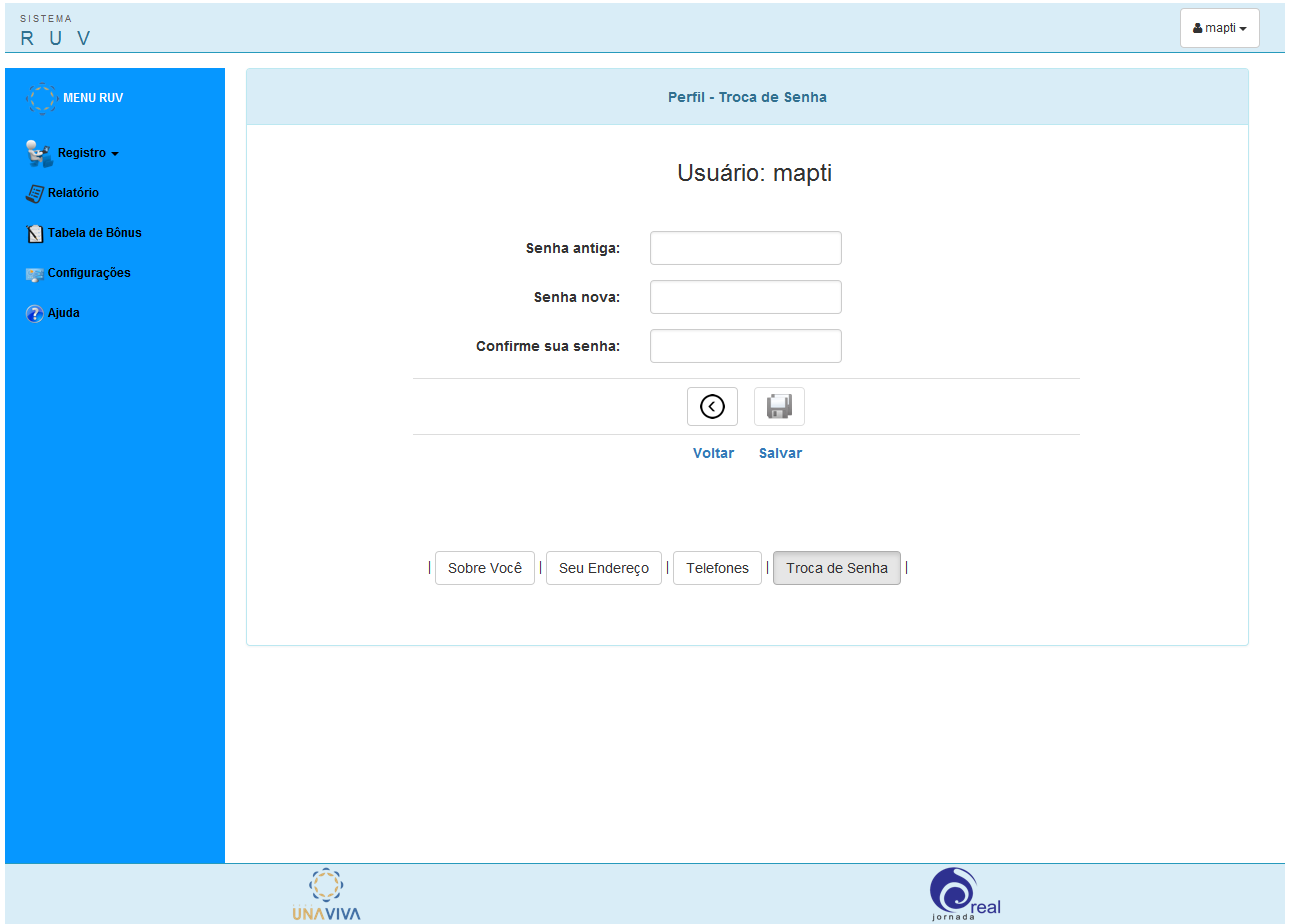 SISTEMA
R U V
mapti
MENU RUV
Registro
Relatório
Tabela de Bônus
Configurações
Ajuda
Perfil - Troca de Senha
Usuário: mapti
Senha antiga:
Senha nova:
Confirme sua senha:
Voltar Salvar
| Sobre Você | Seu Endereço | Telefones | Troca de Senha |
UNAVIVA
real
jornada